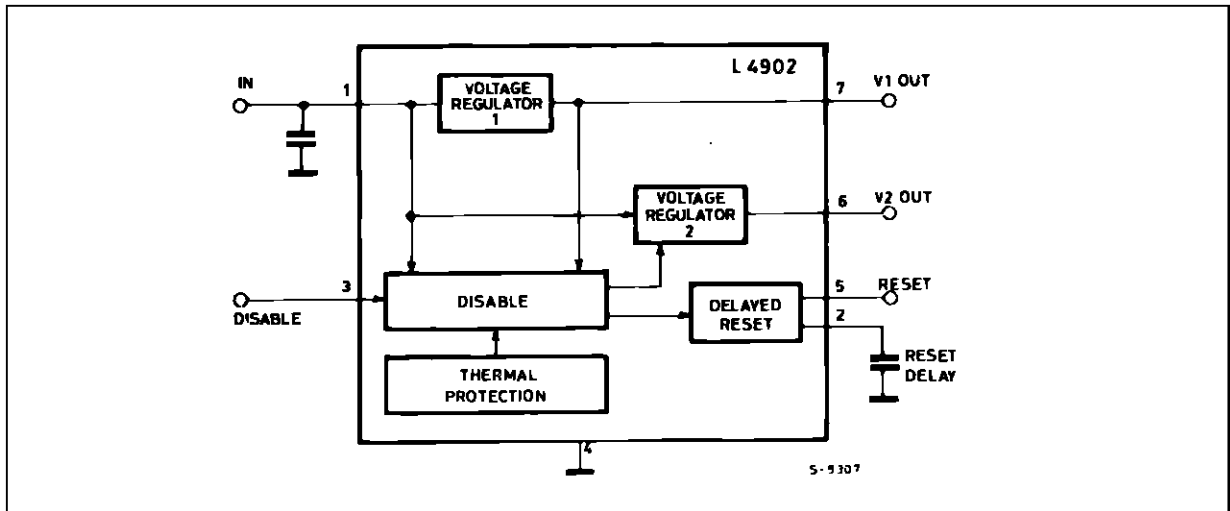 L 4902
IN
1
VOLTAGE
REGULATOR
1
7
V1 OUT
VOLTAGE
REGULATOR
2
6
V2 OUT
3
DISABLE
DISABLE
DELAYED
RESET
5
RESET
2
RESET
DELAY
THERMAL
PROTECTION
4
S-9307